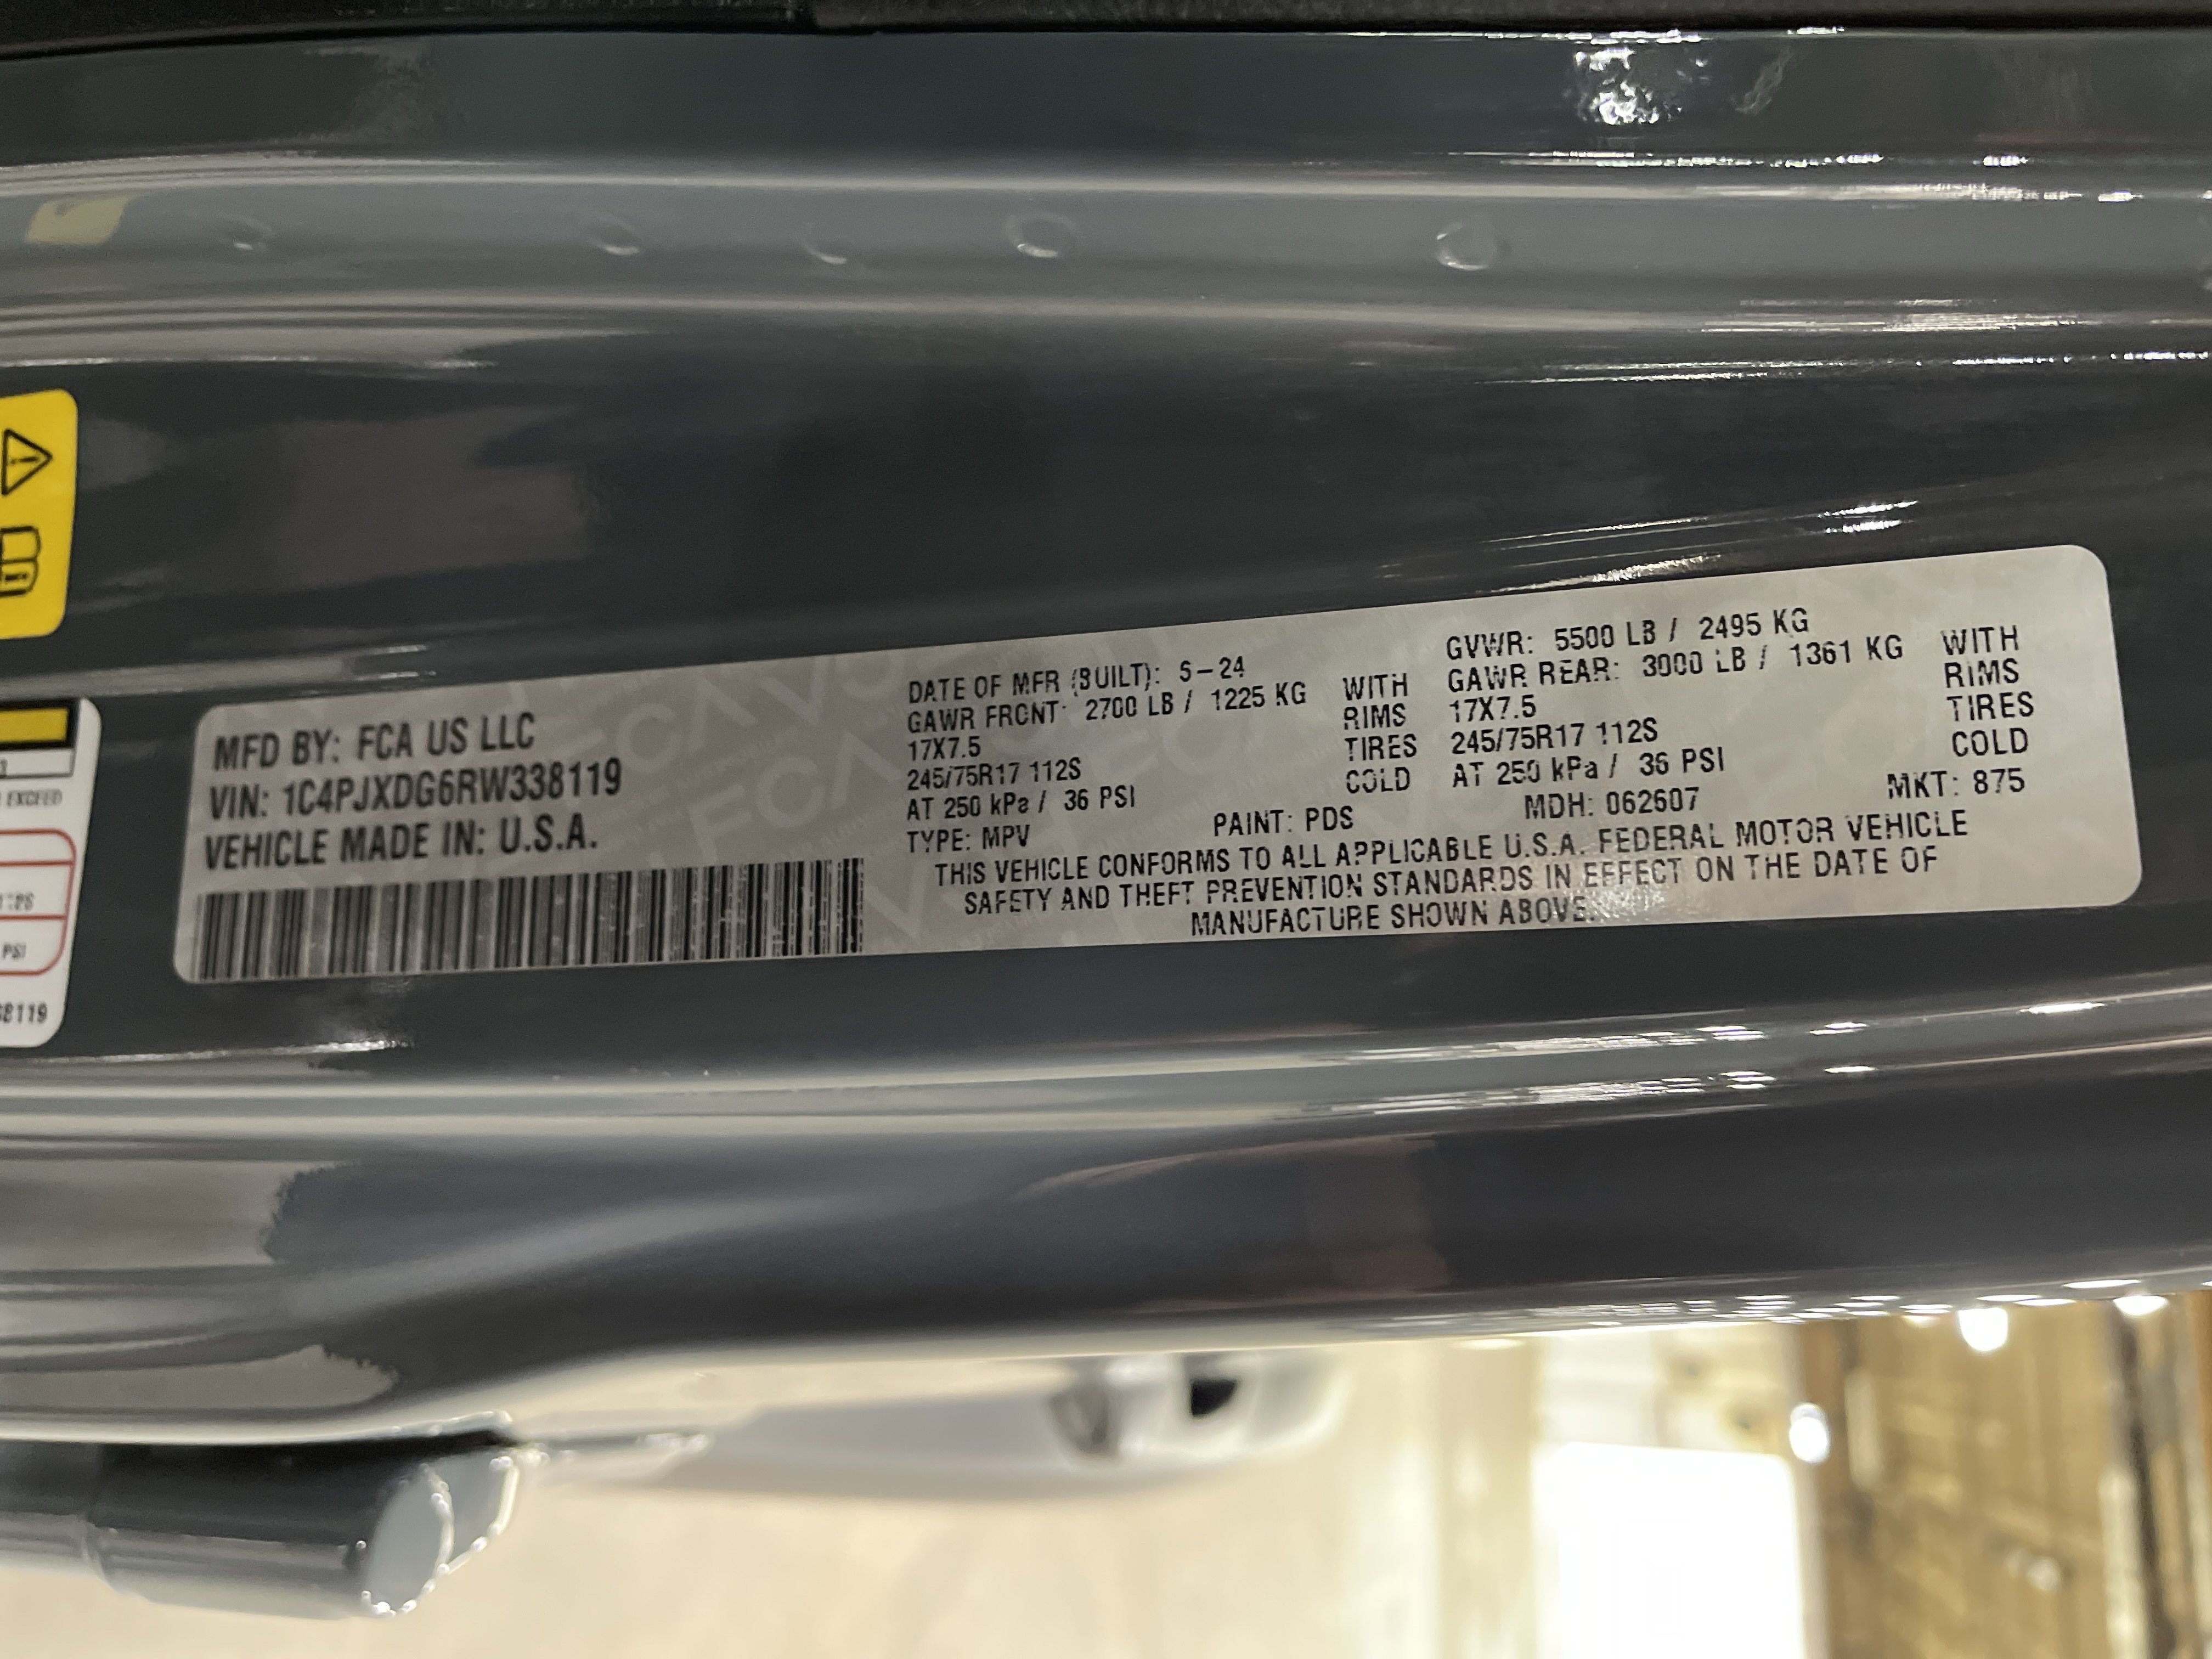 MFD BY: FCA US LLC
VIN: 1C4PJXDG6RW338119
VEHICLE MADE IN: U.S.A.
DATE OF MFR (BUILT): 5-24 GVWR: 5500 LB / 2495 KG
GAWR FRONT: 2700 LB / 1225 KG WITH GAWR REAR: 3000 LB / 1361 KG WITH
17X7.5 RIMS 17X7.5 RIMS
245/75R17 112S TIRES 245/75R17 112S TIRES
AT 250 kPa / 36 PSI COLD AT 250 kPa / 36 PSI COLD
TYPE: MPV PAINT: PDS MDH: 062607 MKT: 875
THIS VEHICLE CONFORMS TO ALL APPLICABLE U.S.A. FEDERAL MOTOR VEHICLE
SAFETY AND THEFT PREVENTION STANDARDS IN EFFECT ON THE DATE OF
MANUFACTURE SHOWN ABOVE.
EXCEED
PSI
8119